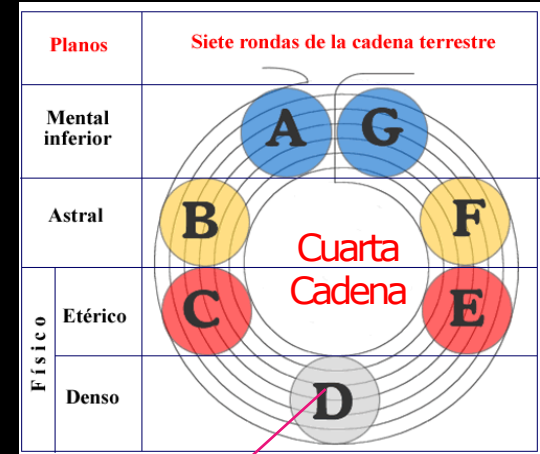 Planos
Siete rondas de la cadena terrestre
Mental
inferior
A
G
Astral
B
F
Cuarta
Cadena
Físico
Etérico
C
E
Denso
D